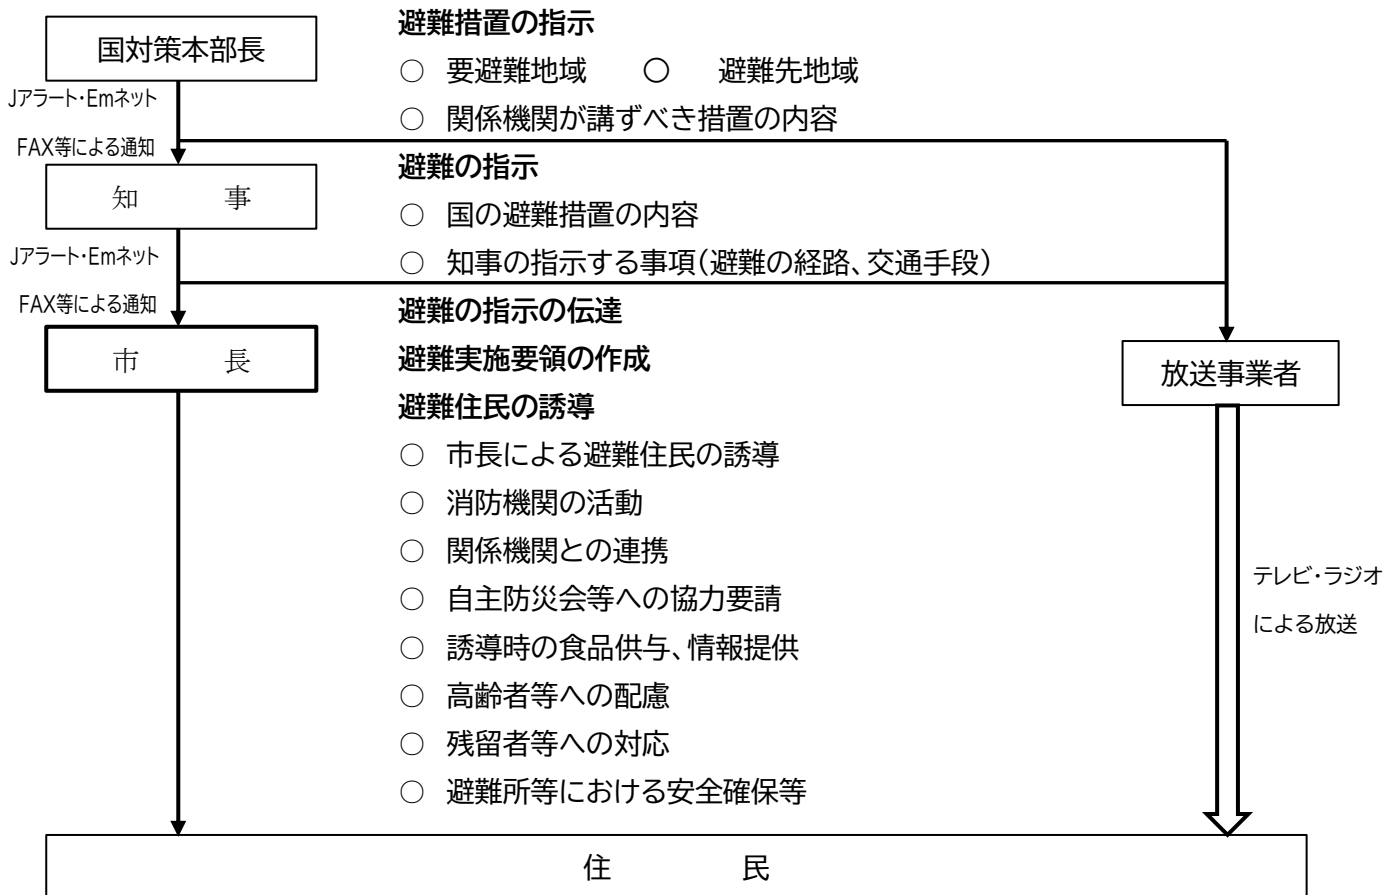 避難措置の指示
国対策本部長
○ 要避難地域 ○ 避難先地域
Jアラート・Emネット
○ 関係機関が講ずべき措置の内容
FAX等による通知
避難の指示
知 事
○ 国の避難措置の内容
Jアラート・Emネット
○ 知事の指示する事項(避難の経路、交通手段)
FAX等による通知
避難の指示の伝達
市 長
避難実施要領の作成
放送事業者
避難住民の誘導
○ 市長による避難住民の誘導
○ 消防機関の活動
○ 関係機関との連携
○ 自主防災会等への協力要請
○ 誘導時の食品供与、情報提供
○ 高齢者等への配慮
○ 残留者等への対応
○ 避難所等における安全確保等
テレビ・ラジオ
による放送
住 民